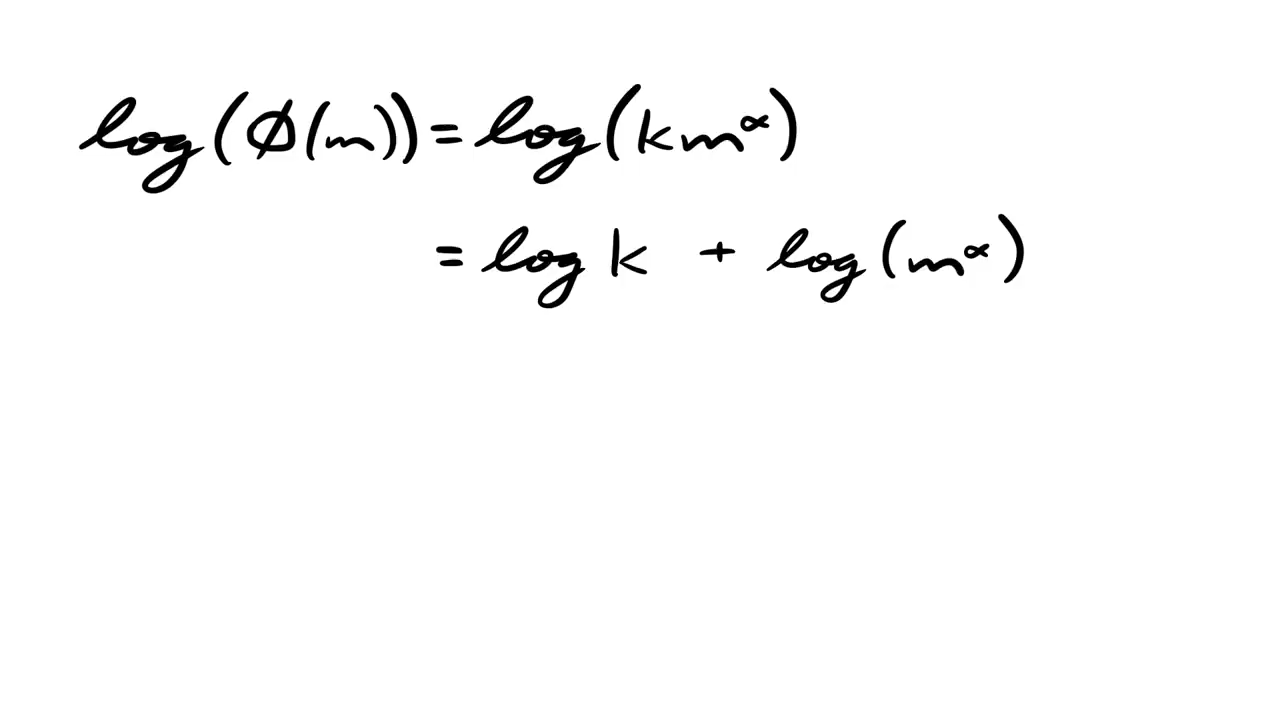 log(ϕ(m)) = log(km^α)
= log k + log(m^α)